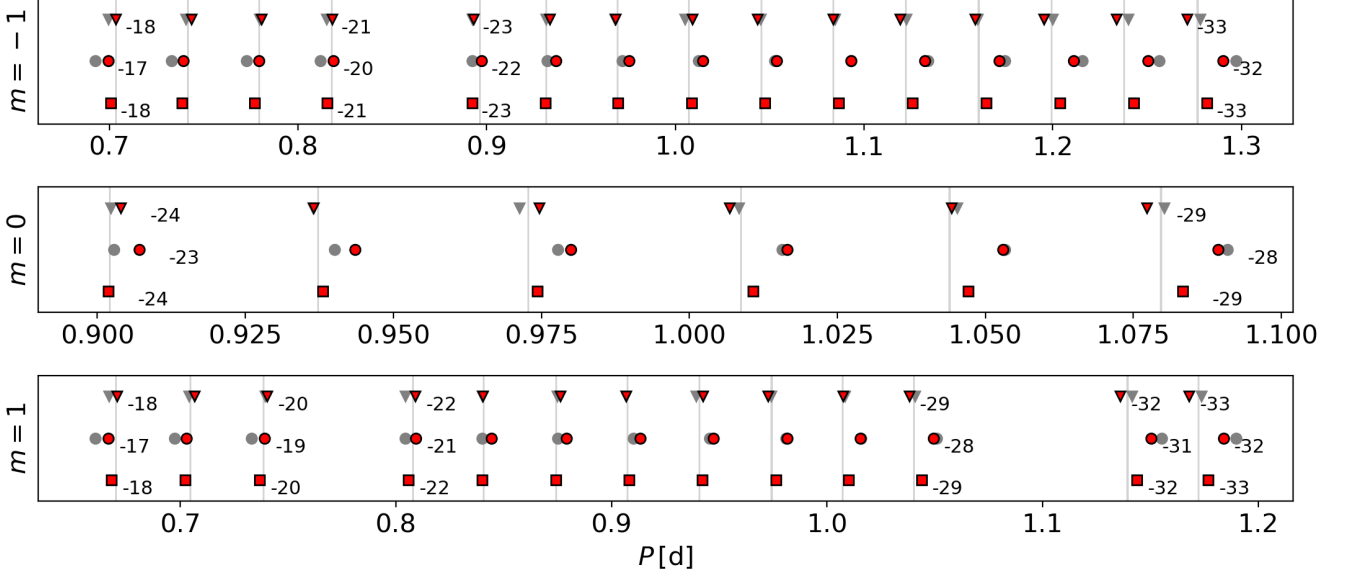 m = − 1
-18 -21 -23 -33
-17 -20 -22 -32
-18 -21 -23 -33
0.7 0.8 0.9 1.0 1.1 1.2 1.3
m = 0
-24 -29
-23 -28
-24 -29
0.900 0.925 0.950 0.975 1.000 1.025 1.050 1.075 1.100
m = 1
-18 -20 -22 -29 -32 -33
-17 -19 -21 -28 -31 -32
-18 -20 -22 -29 -32 -33
0.7 0.8 0.9 1.0 1.1 1.2
P [d]